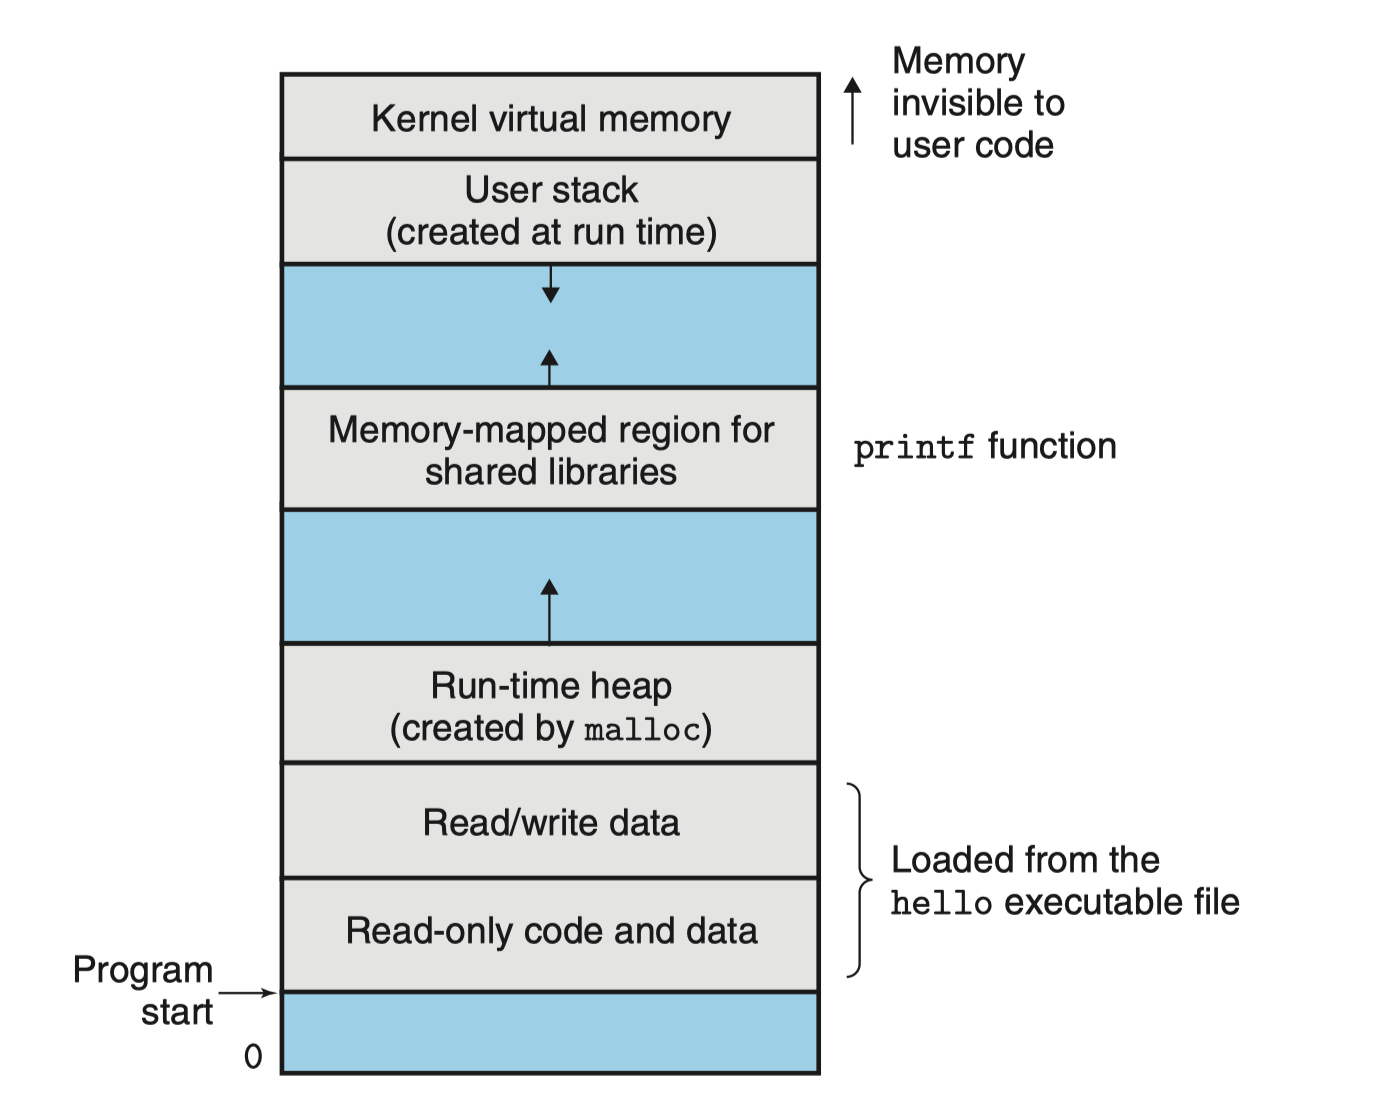 Memory
invisible to
user code
Kernel virtual memory
User stack
(created at run time)
Memory-mapped region for
shared libraries
printf function
Run-time heap
(created by malloc)
Read/write data
Loaded from the
hello executable file
Read-only code and data
Program
start
0